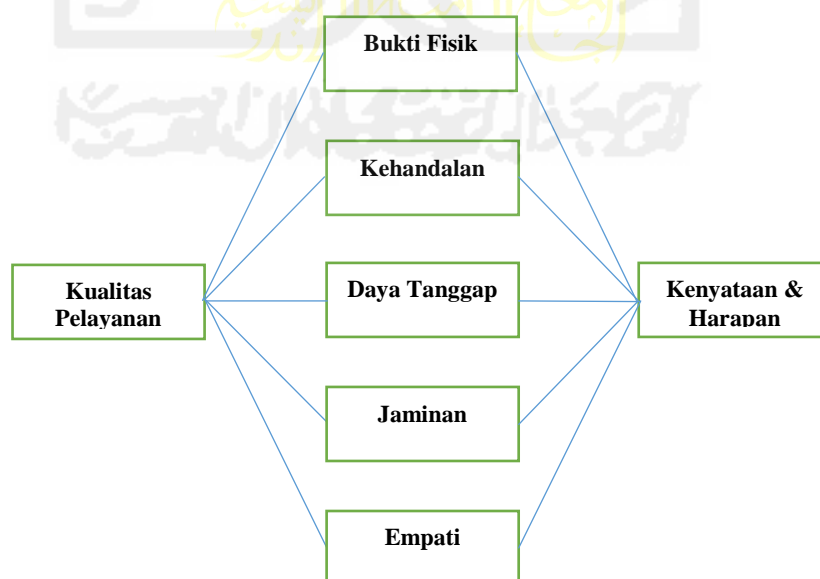 Bukti Fisik
Kehandalan
Kualitas
Pelayanan
Daya Tanggap
Kenyataan &
Harapan
Jaminan
Empati